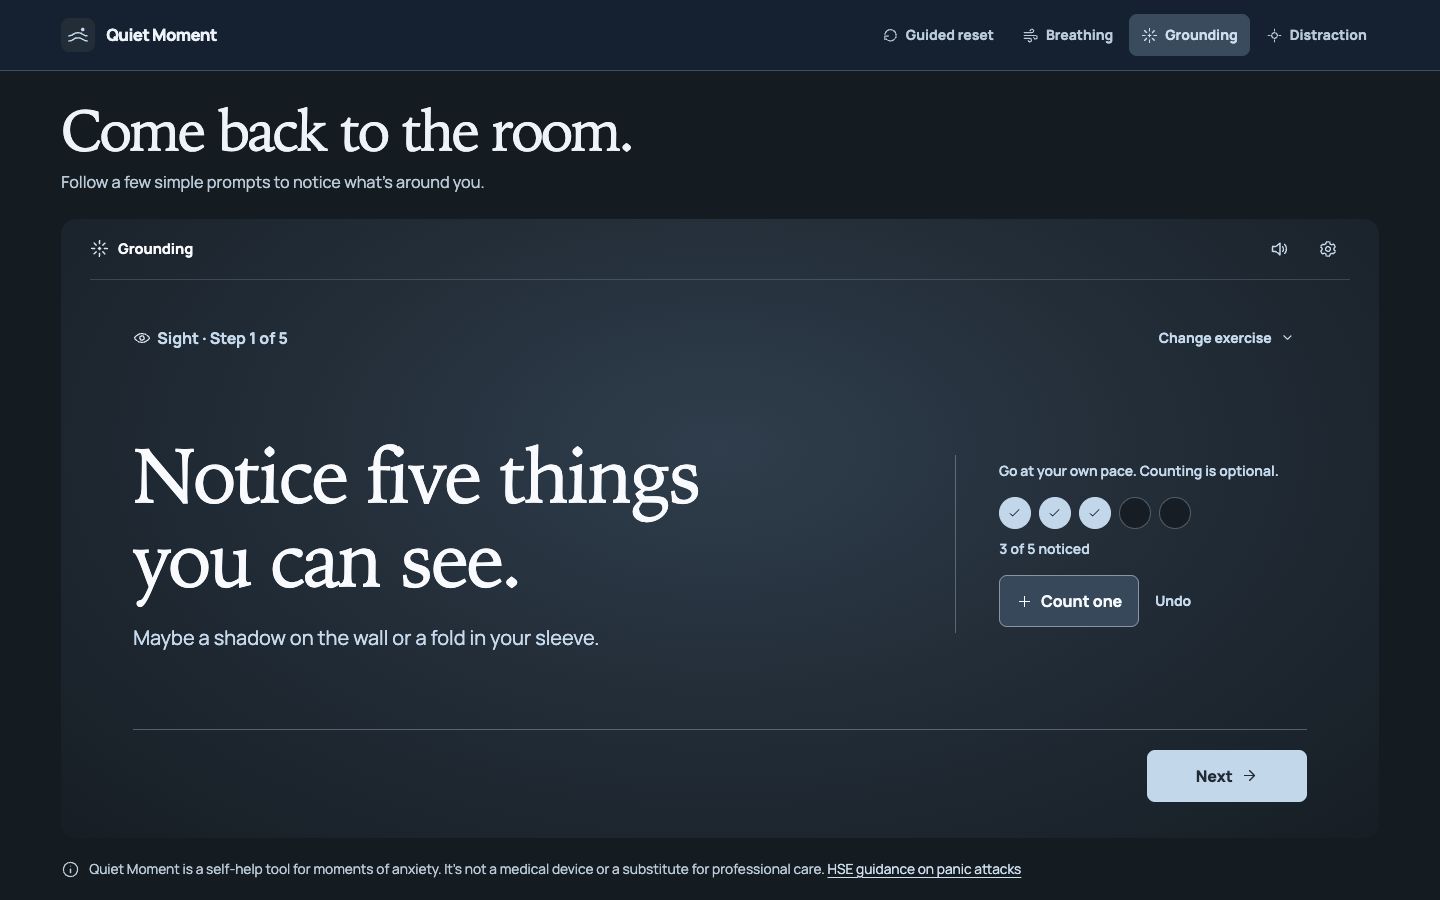 Quiet Moment
Guided reset
Breathing
Grounding
Distraction
Come back to the room.
Follow a few simple prompts to notice what's around you.
Grounding
Sight · Step 1 of 5
Change exercise
Notice five things
you can see.
Maybe a shadow on the wall or a fold in your sleeve.
Go at your own pace. Counting is optional.
3 of 5 noticed
+ Count one
Undo
Next →
Quiet Moment is a self-help tool for moments of anxiety. It's not a medical device or a substitute for professional care. HSE guidance on panic attacks